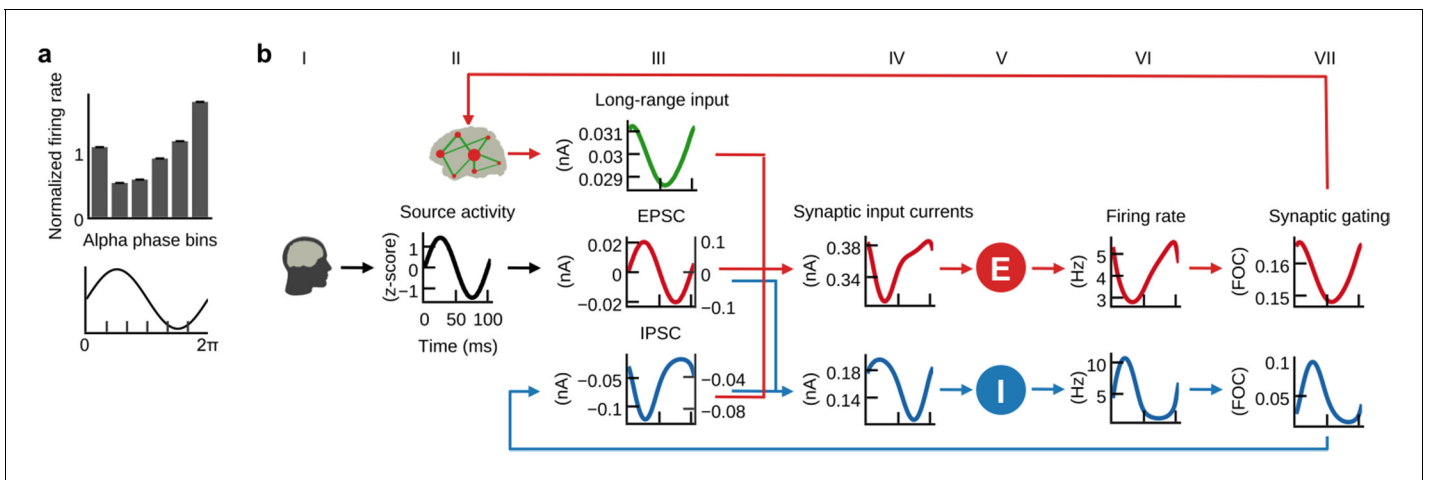 a
Normalized firing rate
1
0
Alpha phase bins
0
2π
b
I
II
III
IV
V
VI
VII
Long-range input
(nA)
0.031
0.03
0.029
Source activity
(z-score)
1
0
−1
0 50 100
Time (ms)
EPSC
(nA)
0.02
0
−0.02
0.1
0
−0.1
IPSC
(nA)
−0.05
−0.1
−0.04
−0.08
Synaptic input currents
(nA)
0.38
0.34
(nA)
0.18
0.14
E
I
Firing rate
(Hz)
5
4
3
(Hz)
10
5
Synaptic gating
(FOC)
0.16
0.15
(FOC)
0.1
0.05